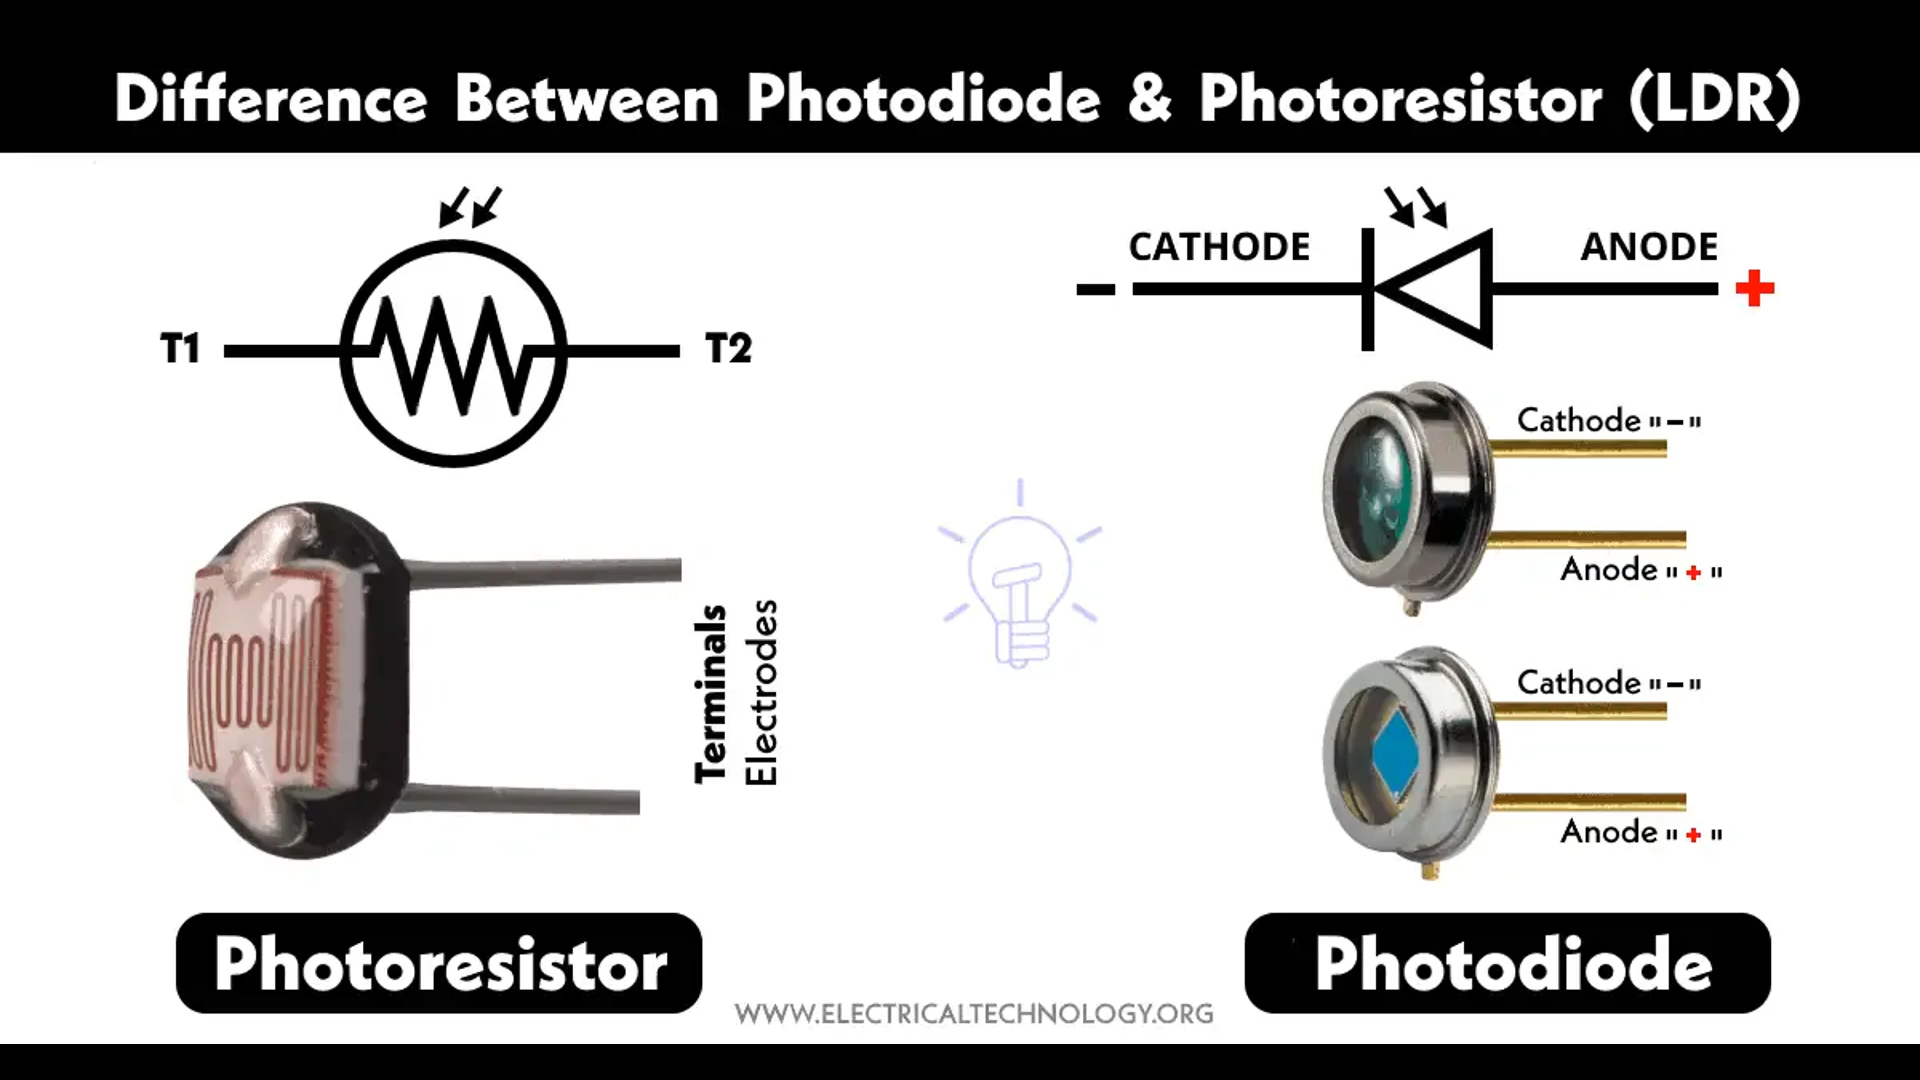 Difference Between Photodiode & Photoresistor (LDR)
T1
T2
Terminals
Electrodes
Photoresistor
- CATHODE ANODE +
Cathode "-"
Anode "+"
Cathode "-"
Anode "+"
Photodiode
WWW.ELECTRICALTECHNOLOGY.ORG